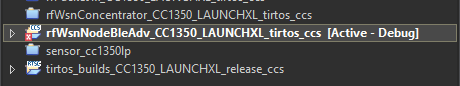 rfWsnConcentrator_CC1350_LAUNCHXL_tirtos_ccs
rfWsnNodeBleAdv_CC1350_LAUNCHXL_tirtos_ccs [Active - Debug]
sensor_cc1350lp
tirtos_builds_CC1350_LAUNCHXL_release_ccs